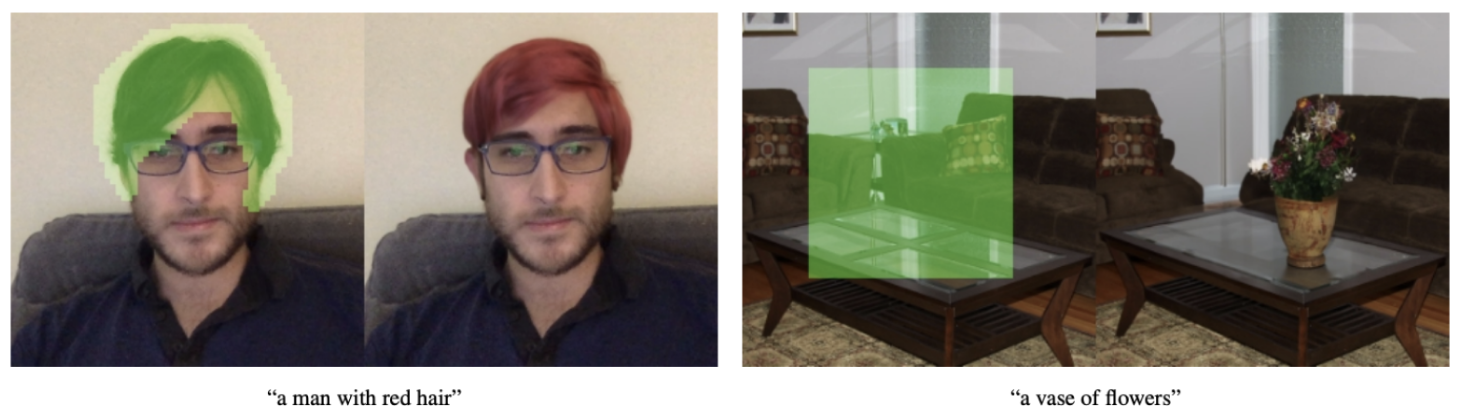 “a man with red hair”
“a vase of flowers”